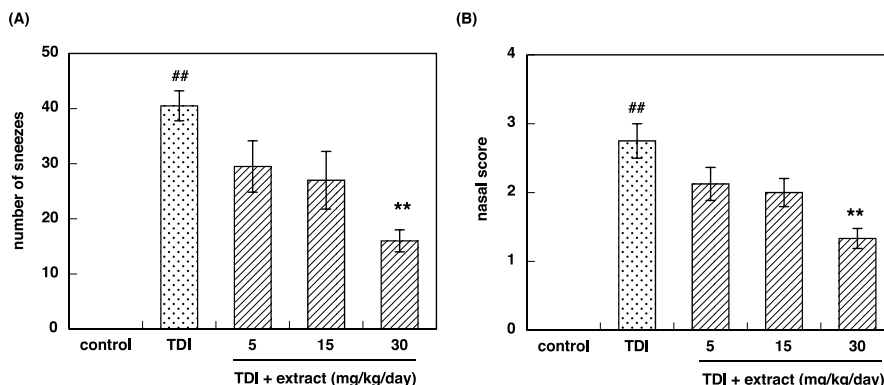 (A)
50
40
30
20
10
0
number of sneezes
##
**
control TDI 5 15 30
TDI + extract (mg/kg/day)
(B)
4
3
2
1
0
nasal score
##
**
control TDI 5 15 30
TDI + extract (mg/kg/day)